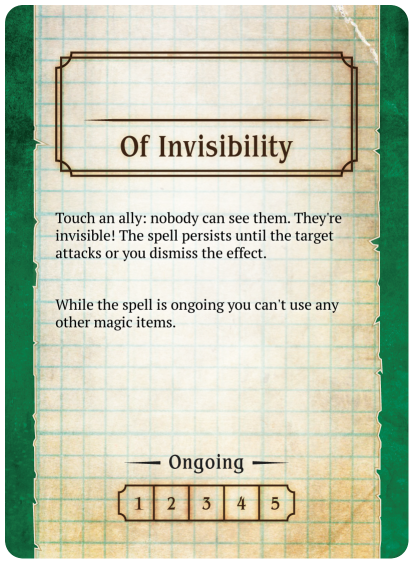 Of Invisibility
Touch an ally: nobody can see them. They're
invisible! The spell persists until the target
attacks or you dismiss the effect.
While the spell is ongoing you can't use any
other magic items.
Ongoing
1 2 3 4 5